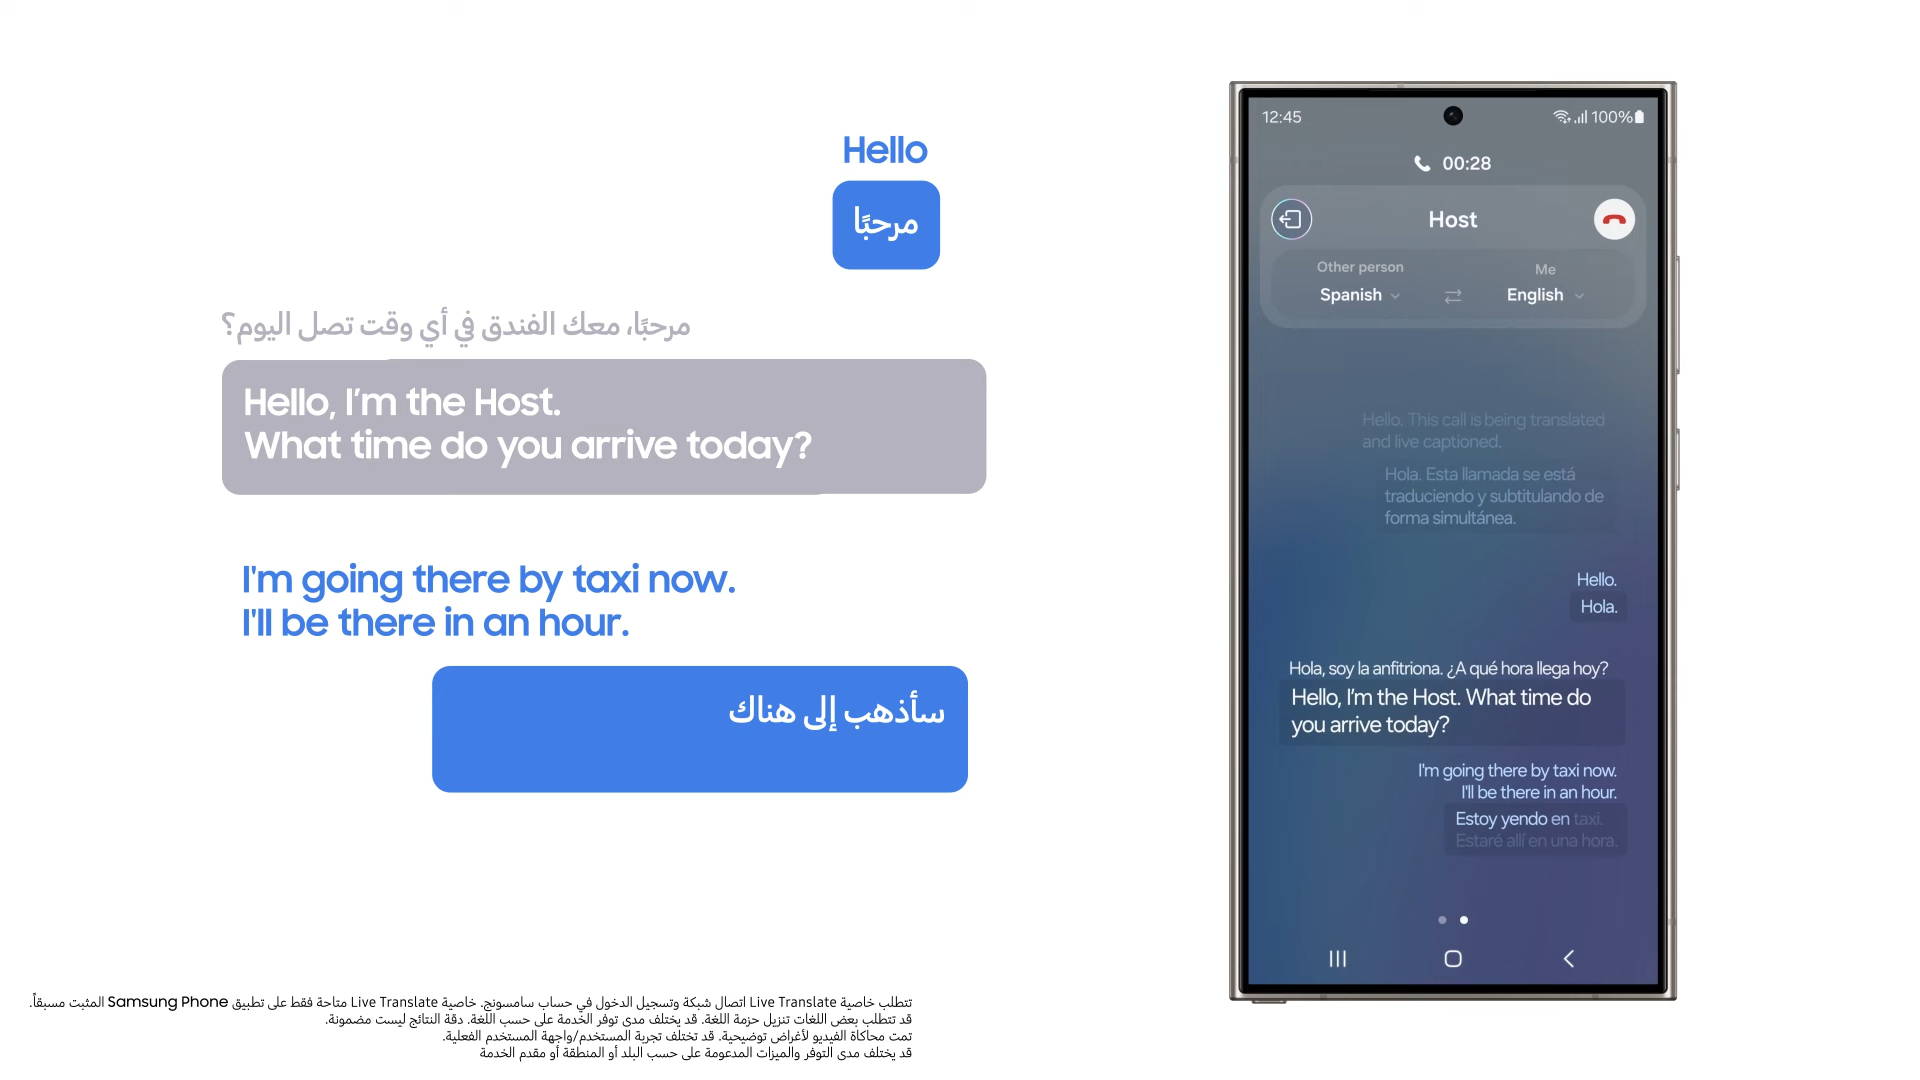 Hello
مرحبًا
مرحبًا، معك الفندق في أي وقت تصل اليوم؟
Hello, I'm the Host.
What time do you arrive today?
I'm going there by taxi now.
I'll be there in an hour.
سأذهب إلى هناك
تتطلب خاصية Live Translate اتصال شبكة وتسجيل الدخول في حساب سامسونج. خاصية Live Translate متاحة فقط على تطبيق Samsung Phone المثبت مسبقاً.
قد تتطلب بعض اللغات تنزيل حزمة اللغة. قد يختلف مدى توفر الخدمة على حسب اللغة. دقة النتائج ليست مضمونة.
تمت محاكاة الفيديو لأغراض توضيحية. قد تختلف تجربة المستخدم/واجهة المستخدم الفعلية.
قد يختلف مدى التوفر والميزات المدعومة على حسب البلد أو المنطقة أو مقدم الخدمة
12:45
100%
00:28
Host
Other person
Me
Spanish
English
Hello. This call is being translated
and live captioned.
Hola. Esta llamada se está
traduciendo y subtitulando de
forma simultánea.
Hello.
Hola.
Hola, soy la anfitriona. ¿A qué hora llega hoy?
Hello, I'm the Host. What time do
you arrive today?
I'm going there by taxi now.
I'll be there in an hour.
Estoy yendo en taxi.
Estaré allí en una hora.